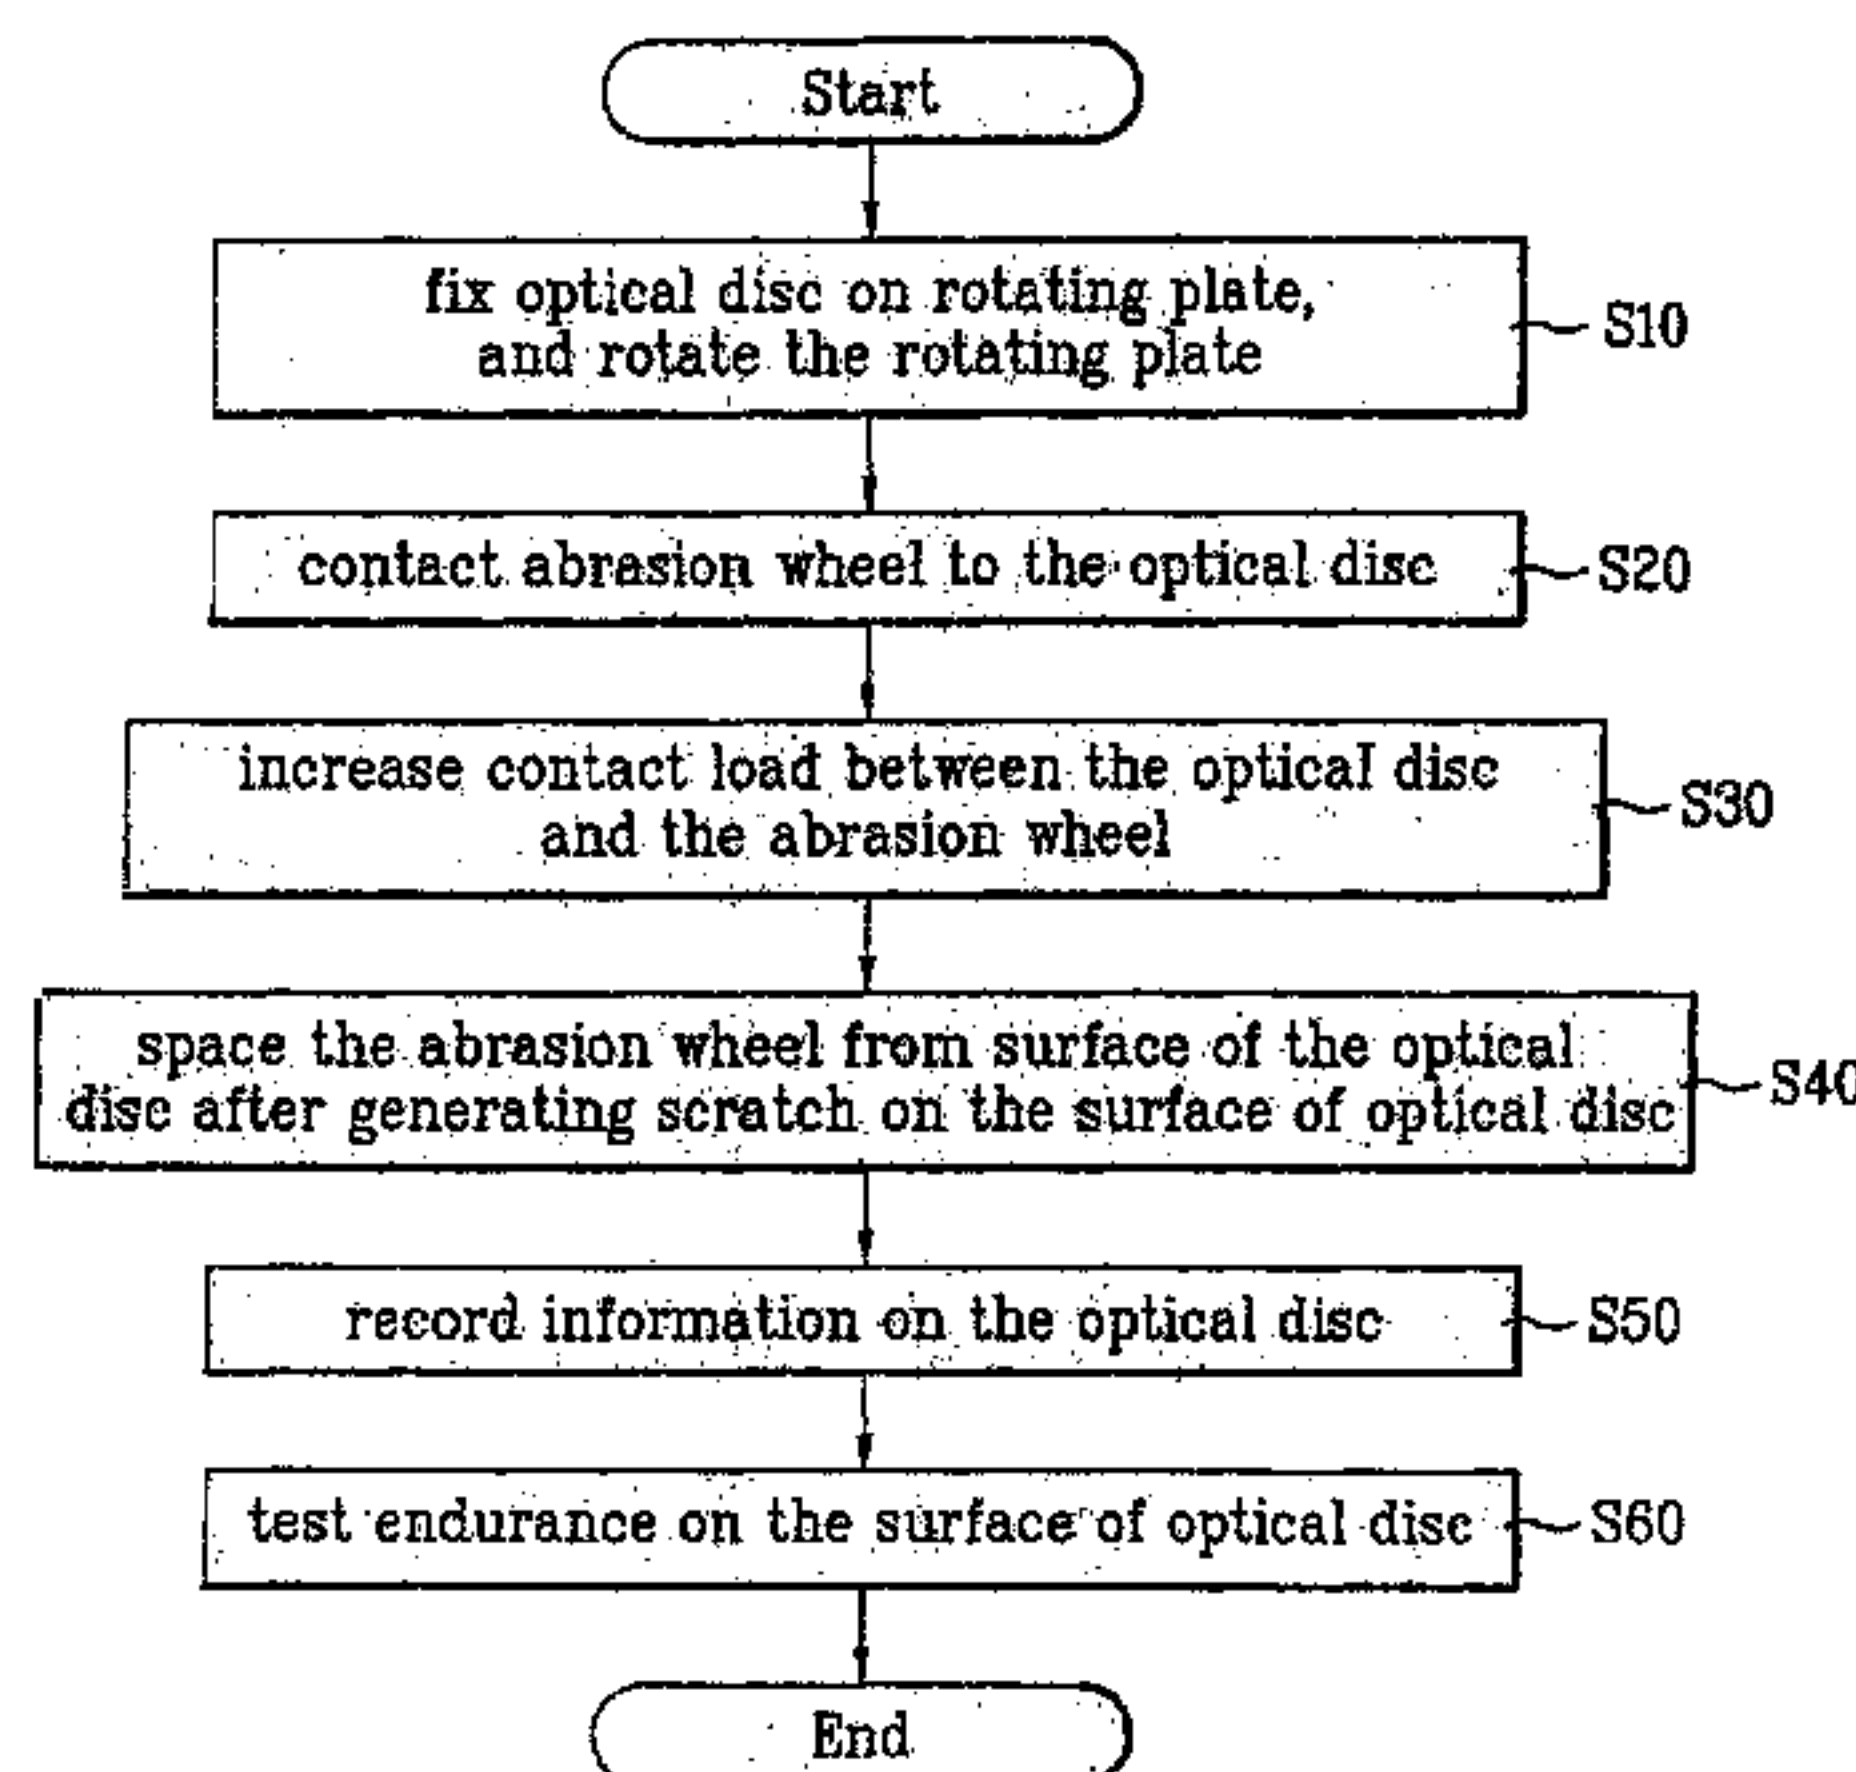 Start
fix optical disc on rotating plate,
and rotate the rotating plate
S10
contact abrasion wheel to the optical disc
S20
increase contact load between the optical disc
and the abrasion wheel
S30
space the abrasion wheel from surface of the optical
disc after generating scratch on the surface of optical disc
S40
record information on the optical disc
S50
test endurance on the surface of optical disc
S60
End